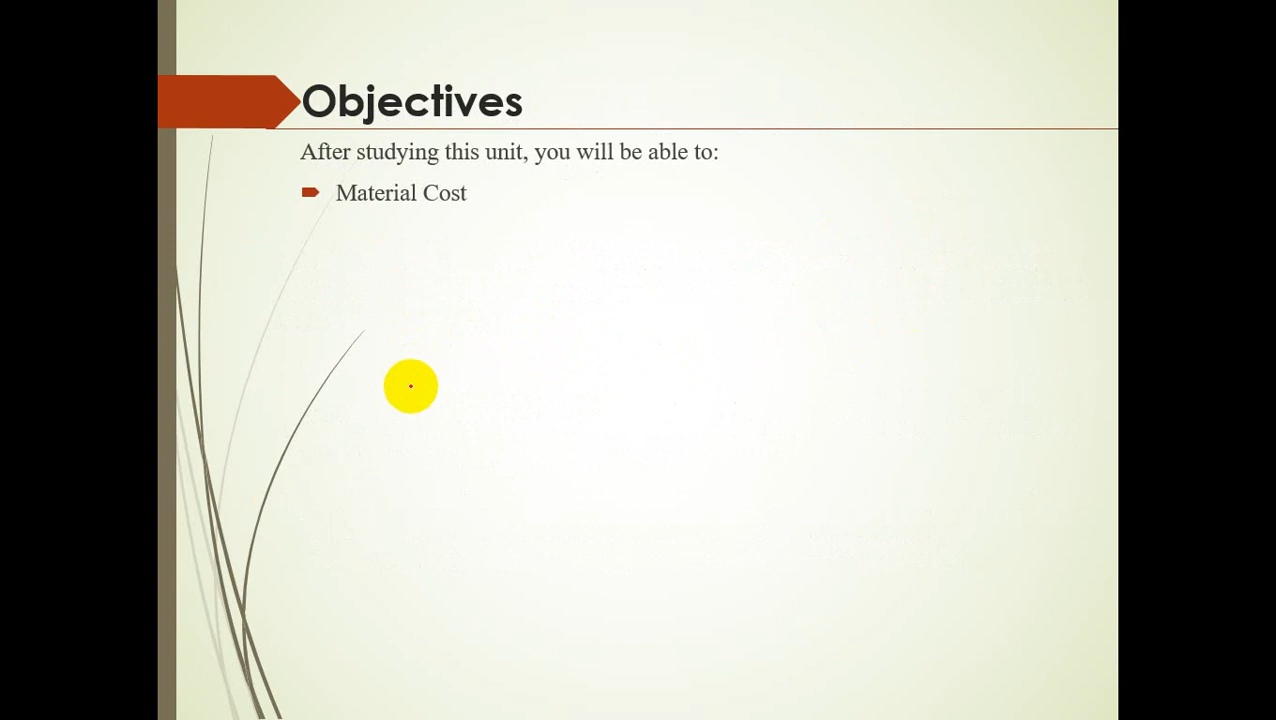 Objectives
After studying this unit, you will be able to:
Material Cost